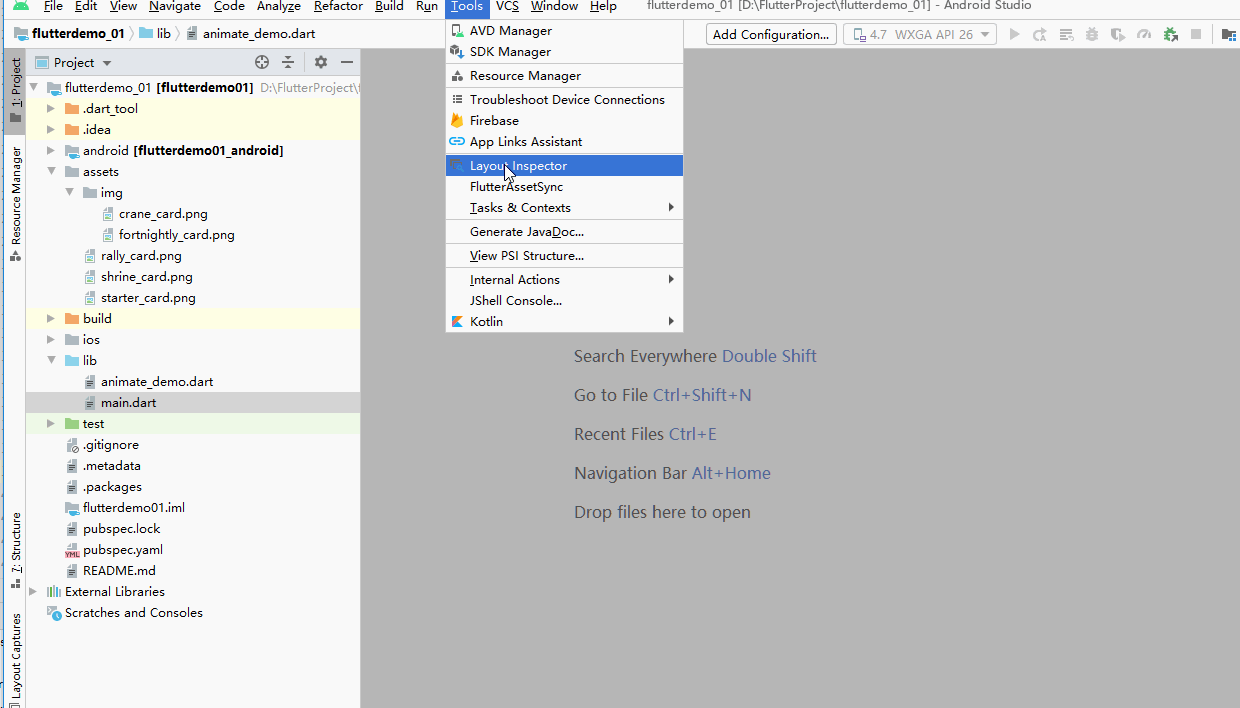 File Edit View Navigate Code Analyze Refactor Build Run Tools VCS Window Help flutterdemo_01 [D:\FlutterProject\flutterdemo_01] - Android Studio
flutterdemo_01 lib animate_demo.dart Add Configuration... 4.7 WXGA API 26
Project
1: Project
Resource Manager
7: Structure
Layout Captures
flutterdemo_01 [flutterdemo01] D:\FlutterProject\
.dart_tool
.idea
android [flutterdemo01_android]
assets
img
crane_card.png
fortnightly_card.png
rally_card.png
shrine_card.png
starter_card.png
build
ios
lib
animate_demo.dart
main.dart
test
.gitignore
.metadata
.packages
flutterdemo01.iml
pubspec.lock
pubspec.yaml
README.md
External Libraries
Scratches and Consoles
AVD Manager
SDK Manager
Resource Manager
Troubleshoot Device Connections
Firebase
App Links Assistant
Layout Inspector
FlutterAssetSync
Tasks & Contexts
Generate JavaDoc...
View PSI Structure...
Internal Actions
JShell Console...
Kotlin
Search Everywhere Double Shift
Go to File Ctrl+Shift+N
Recent Files Ctrl+E
Navigation Bar Alt+Home
Drop files here to open